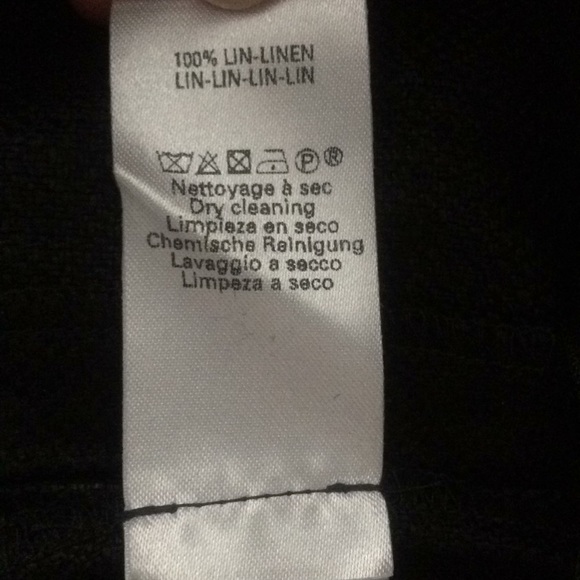 100% LIN-LINEN
LIN-LIN-LIN-LIN
P ®
Nettoyage à sec
Dry cleaning
Limpieza en seco
Chemische Reinigung
Lavaggio a secco
Limpeza a seco